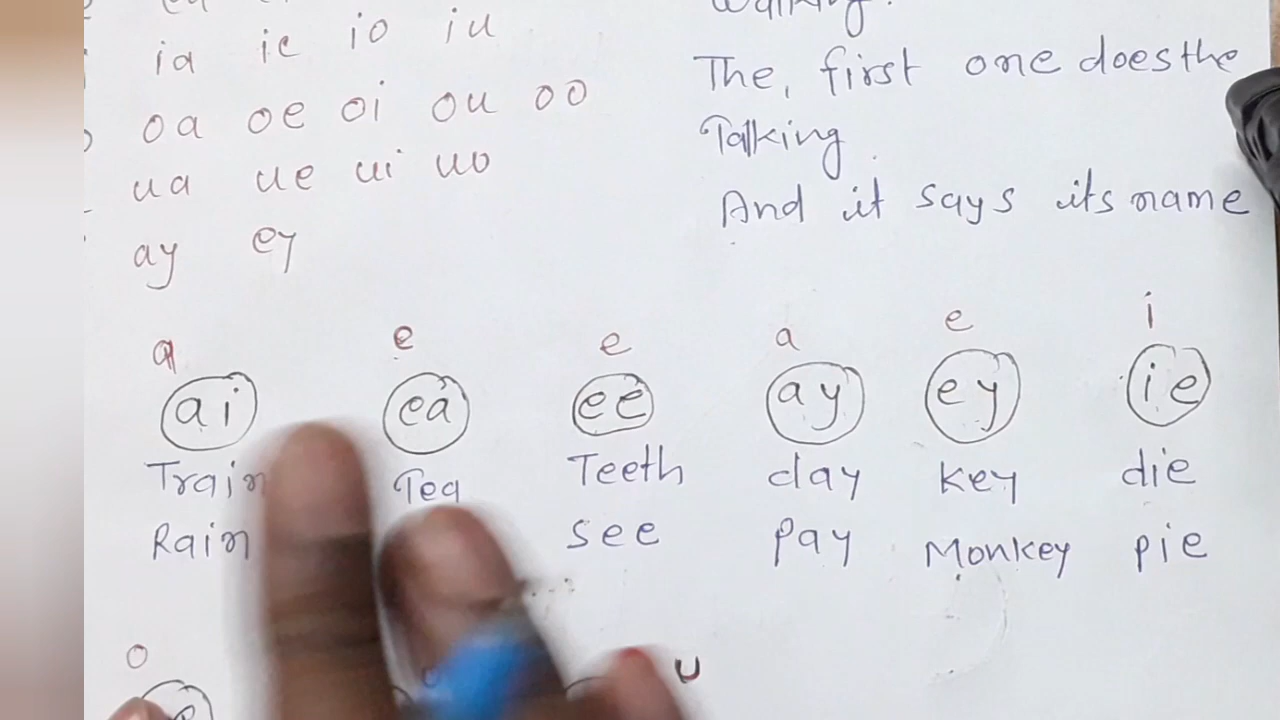 ia ie io iu
oa oe oi ou oo
ua ue ui uo
ay ey
Walking.
The, first one does the
Talking
And it says its name
a e e a e i
ai ea ee ay ey ie
Train Tea Teeth day key die
Rain see pay Monkey pie
o u